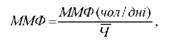 ММФ = ММФ(чол/дні) / Ч̅,